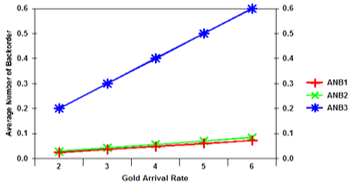 0.6 0.6
0.5 0.5
0.4 0.4
0.3 0.3
0.2 0.2
0.1 0.1
0.0 0.0
Average Number of Backorder
ANB1
ANB2
ANB3
2 3 4 5 6
Gold Arrival Rate